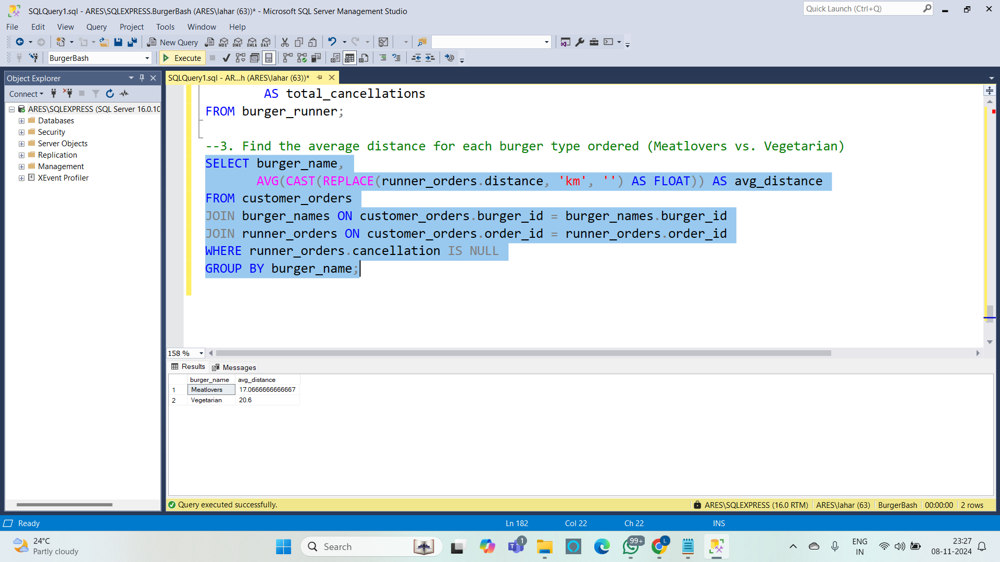 SQLQuery1.sql - ARES\SQLEXPRESS.BurgerBash (ARES\lahar (63))* - Microsoft SQL Server Management Studio
Quick Launch (Ctrl+Q)
File Edit View Query Project Tools Window Help
New Query MDX DMX XMLA DAX
BurgerBash Execute
Object Explorer
SQLQuery1.sql - AR...h (ARES\lahar (63))*
Connect
ARES\SQLEXPRESS (SQL Server 16.0.10
Databases
Security
Server Objects
Replication
Management
XEvent Profiler
AS total_cancellations
FROM burger_runner;
--3. Find the average distance for each burger type ordered (Meatlovers vs. Vegetarian)
SELECT burger_name,
AVG(CAST(REPLACE(runner_orders.distance, 'km', '') AS FLOAT)) AS avg_distance
FROM customer_orders
JOIN burger_names ON customer_orders.burger_id = burger_names.burger_id
JOIN runner_orders ON customer_orders.order_id = runner_orders.order_id
WHERE runner_orders.cancellation IS NULL
GROUP BY burger_name;
158 %
Results Messages
burger_name avg_distance
1 Meatlovers 17.0666666666667
2 Vegetarian 20.6
Query executed successfully. ARES\SQLEXPRESS (16.0 RTM) ARES\lahar (63) BurgerBash 00:00:00 2 rows
Ready Ln 182 Col 22 Ch 22 INS
24°C
Partly cloudy
Search
1
99+
L
ENG
IN
23:27
08-11-2024